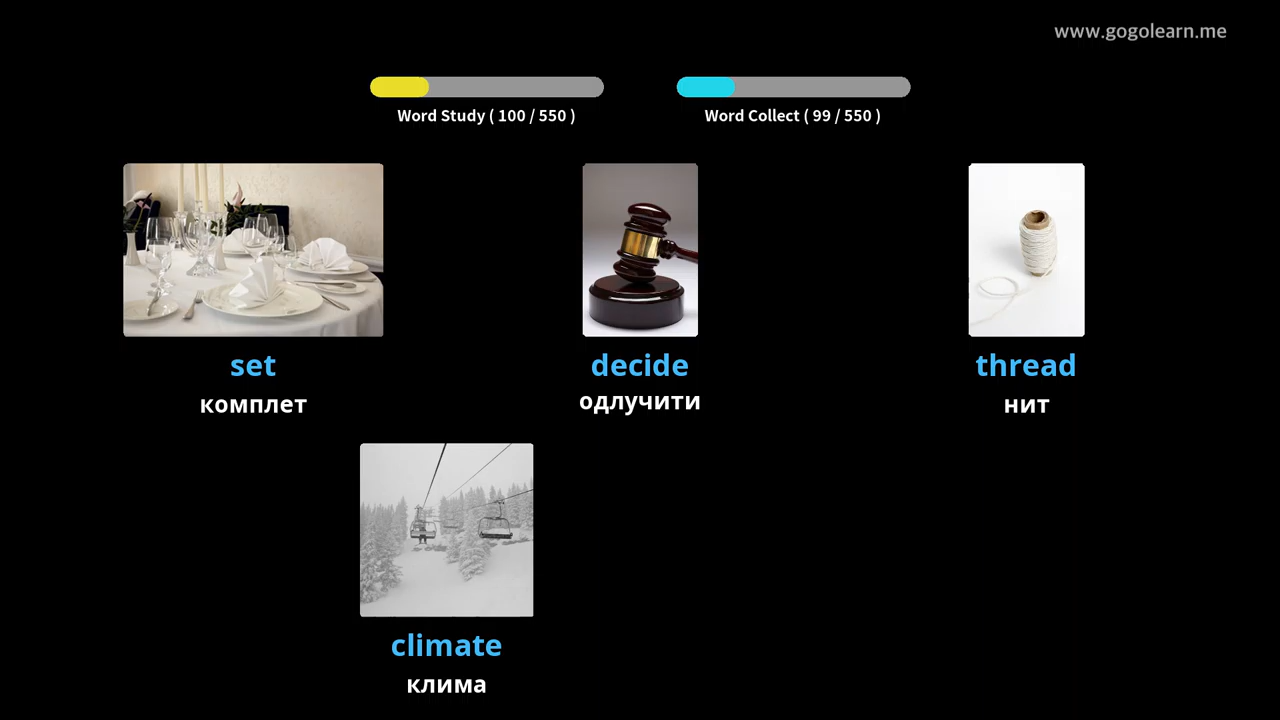 www.gogolearn.me
Word Study ( 100 / 550 )
Word Collect ( 99 / 550 )
set
комплет
decide
одлучити
thread
нит
climate
клима